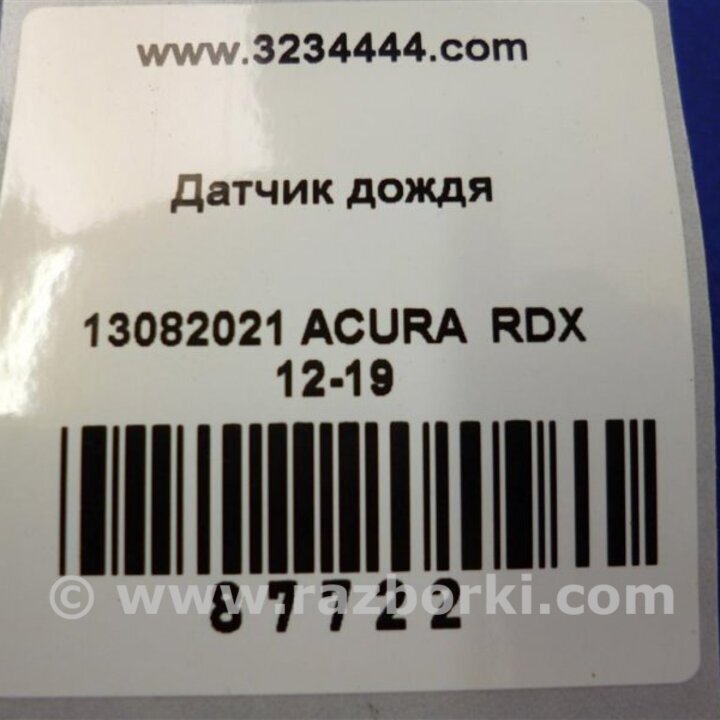 www.3234444.com
Датчик дождя
13082021 ACURA RDX
12-19
© www.razborki.com
87722